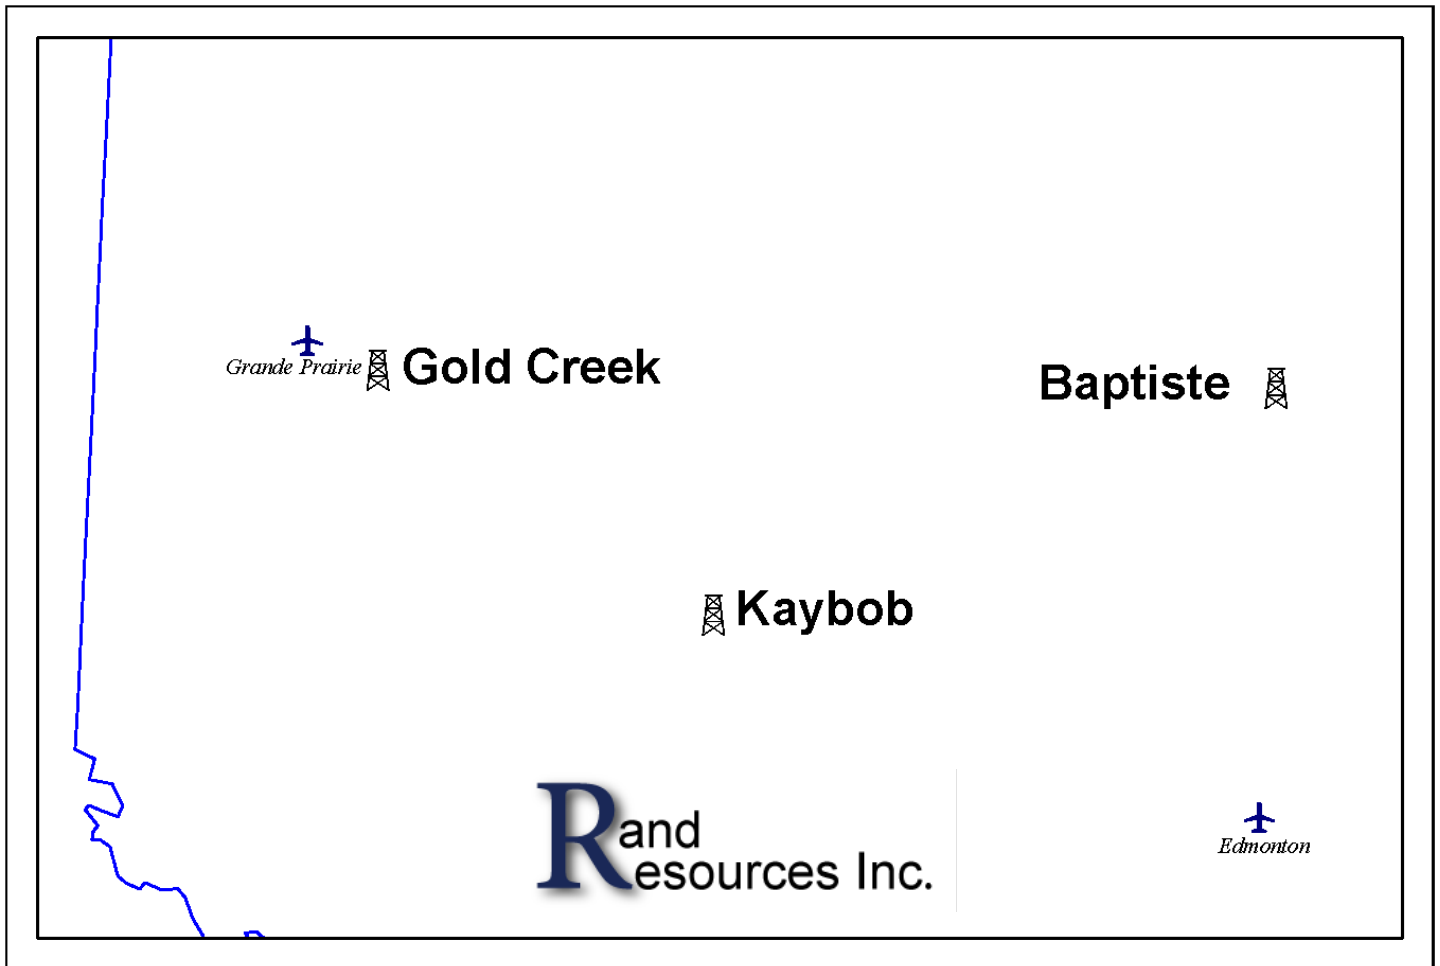 Grande Prairie
Gold Creek
Baptiste
Kaybob
Rand
Resources Inc.
Edmonton